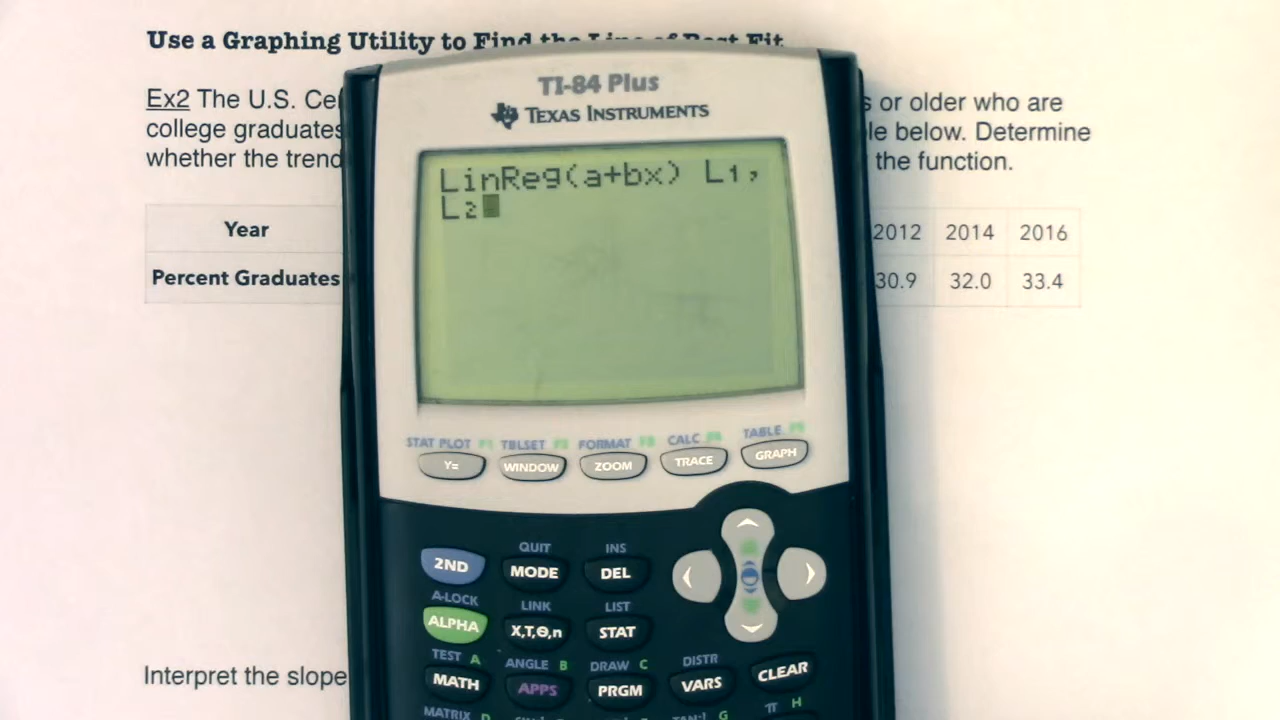 Use a Graphing Utility to Find the Line of Best Fit
TI-84 Plus
TEXAS INSTRUMENTS
Ex2 The U.S. s or older who are
college graduates below. Determine
whether the trend the function.
LinReg(a+bx) L1,
L2
Year 2012 2014 2016
Percent Graduates 30.9 32.0 33.4
STAT PLOT F1 TBLSET F2 FORMAT F3 CALC F4 TABLE F5
Y= WINDOW ZOOM TRACE GRAPH
QUIT INS
2ND MODE DEL
A-LOCK LINK LIST
ALPHA X,T,Θ,n STAT
TEST A ANGLE B DRAW C DISTR
Interpret the slope
MATH APPS PRGM VARS CLEAR
MATRIX D G π H